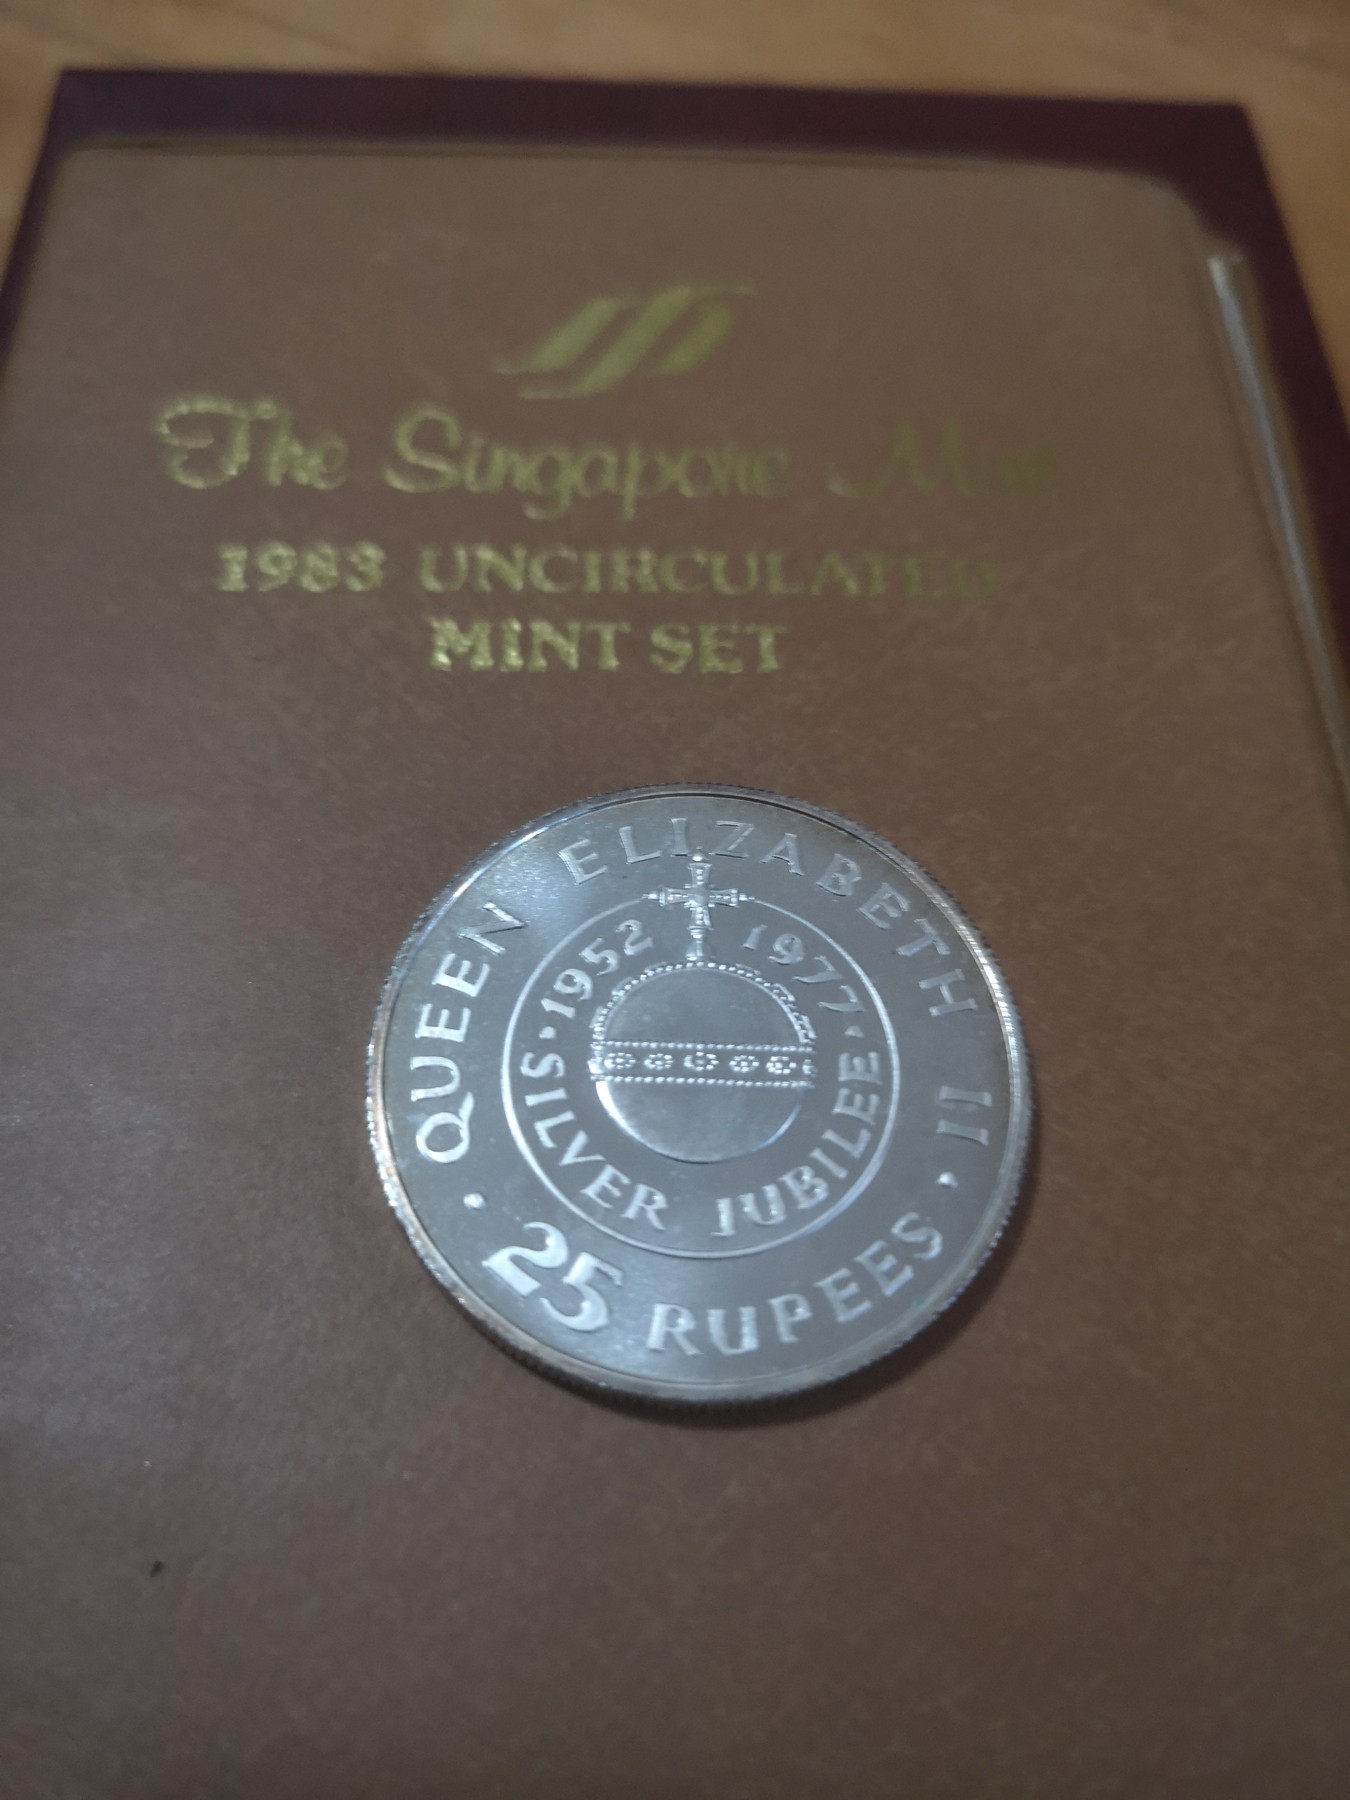 The Singapore Mint
1983 UNCIRCULATED
MINT SET
QUEEN ELIZABETH II
1952 1977
SILVER JUBILEE
25 RUPEES